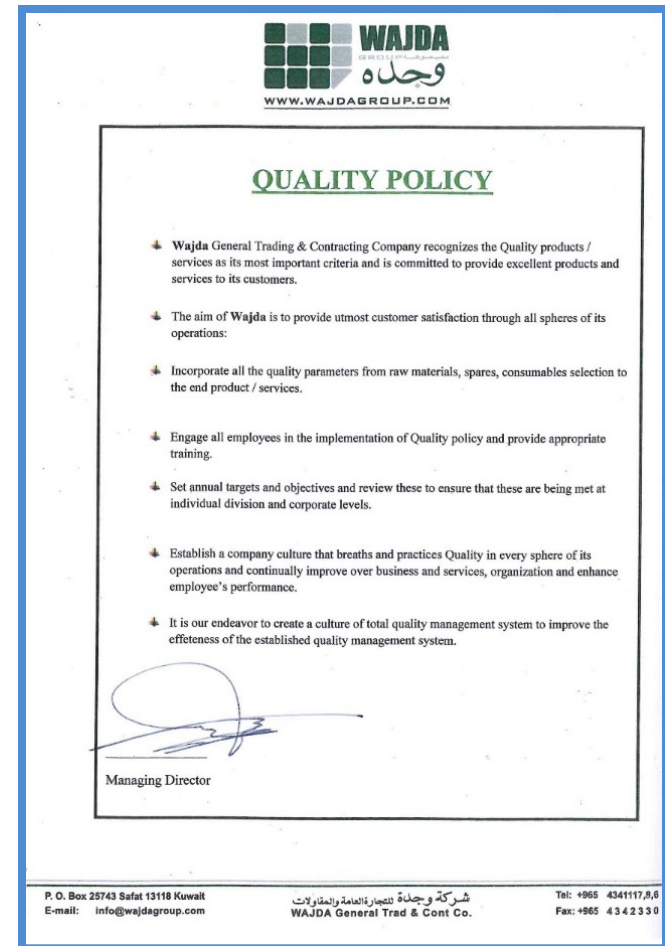 WAJDA
وجده
WWW.WAJDAGROUP.COM
QUALITY POLICY
Wajda General Trading & Contracting Company recognizes the Quality products /
services as its most important criteria and is committed to provide excellent products and
services to its customers.
The aim of Wajda is to provide utmost customer satisfaction through all spheres of its
operations:
Incorporate all the quality parameters from raw materials, spares, consumables selection to
the end product / services.
Engage all employees in the implementation of Quality policy and provide appropriate
training.
Set annual targets and objectives and review these to ensure that these are being met at
individual division and corporate levels.
Establish a company culture that breaths and practices Quality in every sphere of its
operations and continually improve over business and services, organization and enhance
employee's performance.
It is our endeavor to create a culture of total quality management system to improve the
effeteness of the established quality management system.
Managing Director
P. O. Box 25743 Safat 13118 Kuwait
E-mail: info@wajdagroup.com
شركة وجدة للتجارة العامة والمقاولات
WAJDA General Trad & Cont Co.
Tel: +965 4341117,8,6
Fax: +965 4342330